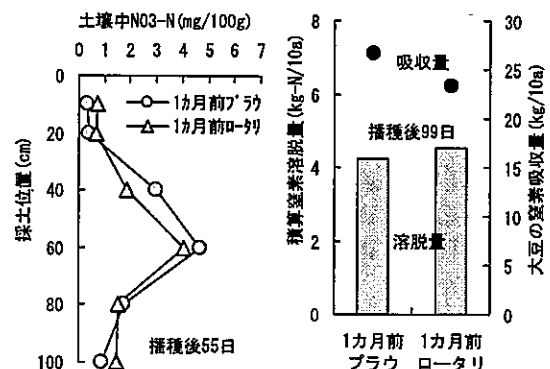 土壌中NO3-N(mg/100g)
0 1 2 3 4 5 6 7
0
20
40
60
80
100
採土位置(cm)
1カ月前プラウ
1カ月前ロータリ
播種後55日
積算窒素溶脱量(kg-N/10a)
8
6
4
2
0
吸収量
播種後99日
溶脱量
1カ月前
プラウ
1カ月前
ロータリ
30
25
20
15
10
5
0
大豆の窒素吸収量(kg/10a)